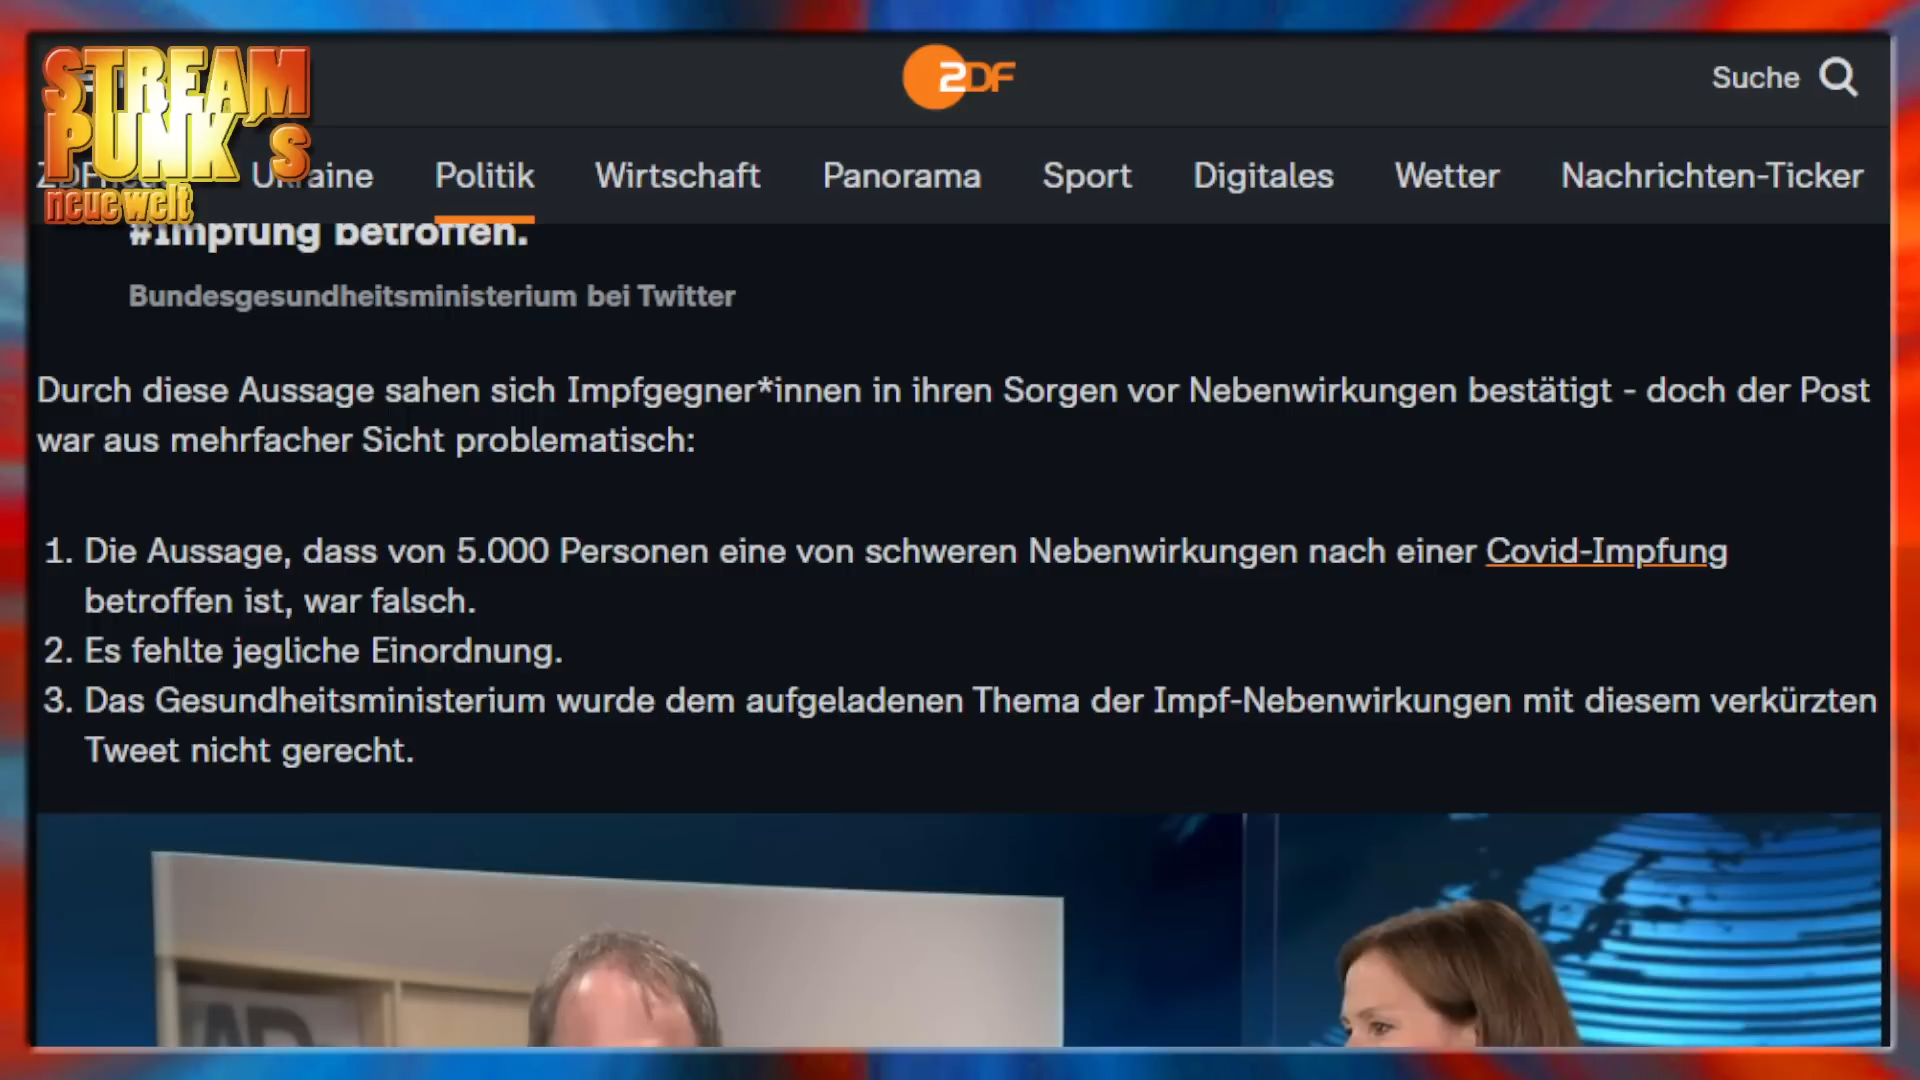 STREAM
PUNK´s
neue welt
ZDF
Suche
Ukraine Politik Wirtschaft Panorama Sport Digitales Wetter Nachrichten-Ticker
#Impfung betroffen.
Bundesgesundheitsministerium bei Twitter
Durch diese Aussage sahen sich Impfgegner*innen in ihren Sorgen vor Nebenwirkungen bestätigt - doch der Post
war aus mehrfacher Sicht problematisch:
1. Die Aussage, dass von 5.000 Personen eine von schweren Nebenwirkungen nach einer Covid-Impfung
betroffen ist, war falsch.
2. Es fehlte jegliche Einordnung.
3. Das Gesundheitsministerium wurde dem aufgeladenen Thema der Impf-Nebenwirkungen mit diesem verkürzten
Tweet nicht gerecht.